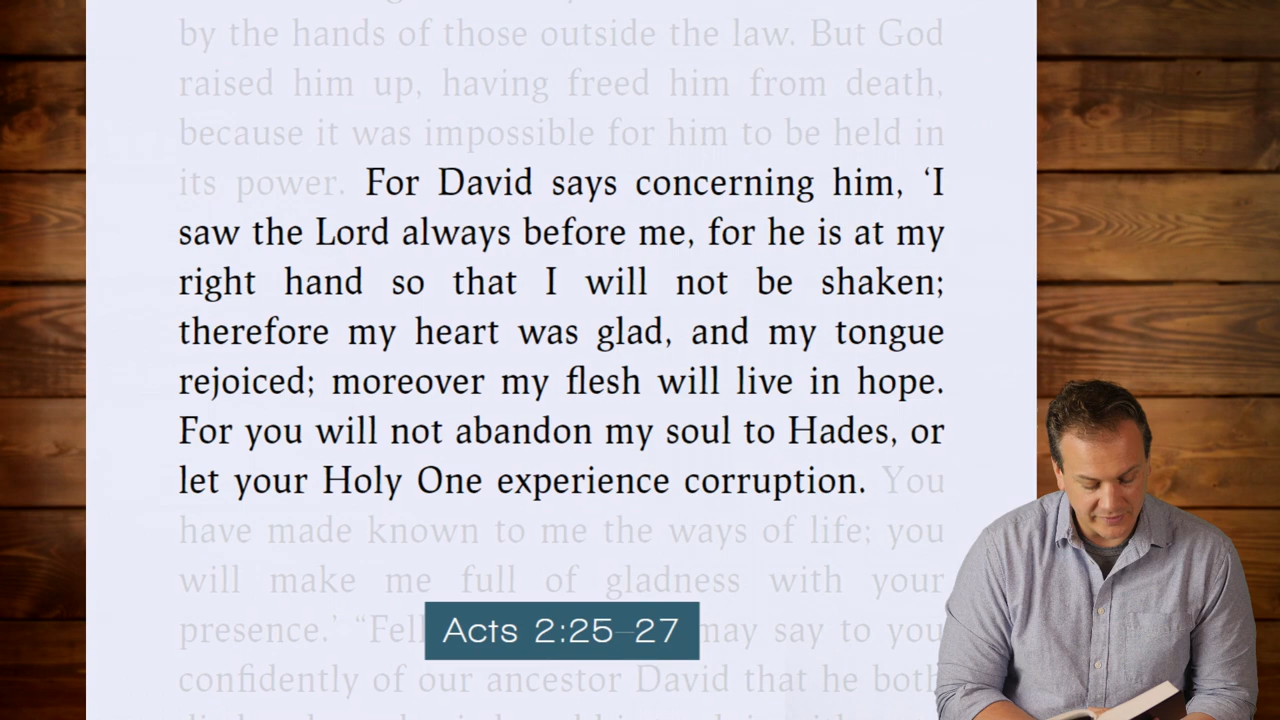 by the hands of those outside the law. But God
raised him up, having freed him from death,
because it was impossible for him to be held in
its power. For David says concerning him, ‘I
saw the Lord always before me, for he is at my
right hand so that I will not be shaken;
therefore my heart was glad, and my tongue
rejoiced; moreover my flesh will live in hope.
For you will not abandon my soul to Hades, or
let your Holy One experience corruption. You
have made known to me the ways of life; you
will make me full of gladness with your
presence.’ “Fell may say to you
Acts 2:25–27
confidently of our ancestor David that he both